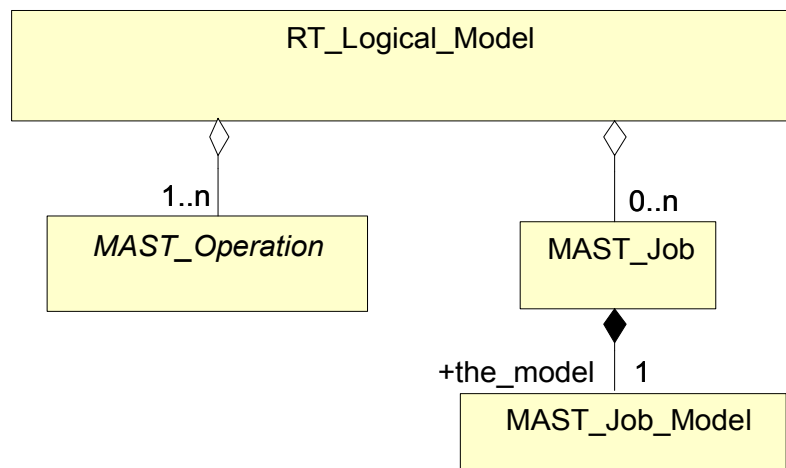 RT_Logical_Model
1..n
0..n
MAST_Operation
MAST_Job
+the_model 1
MAST_Job_Model